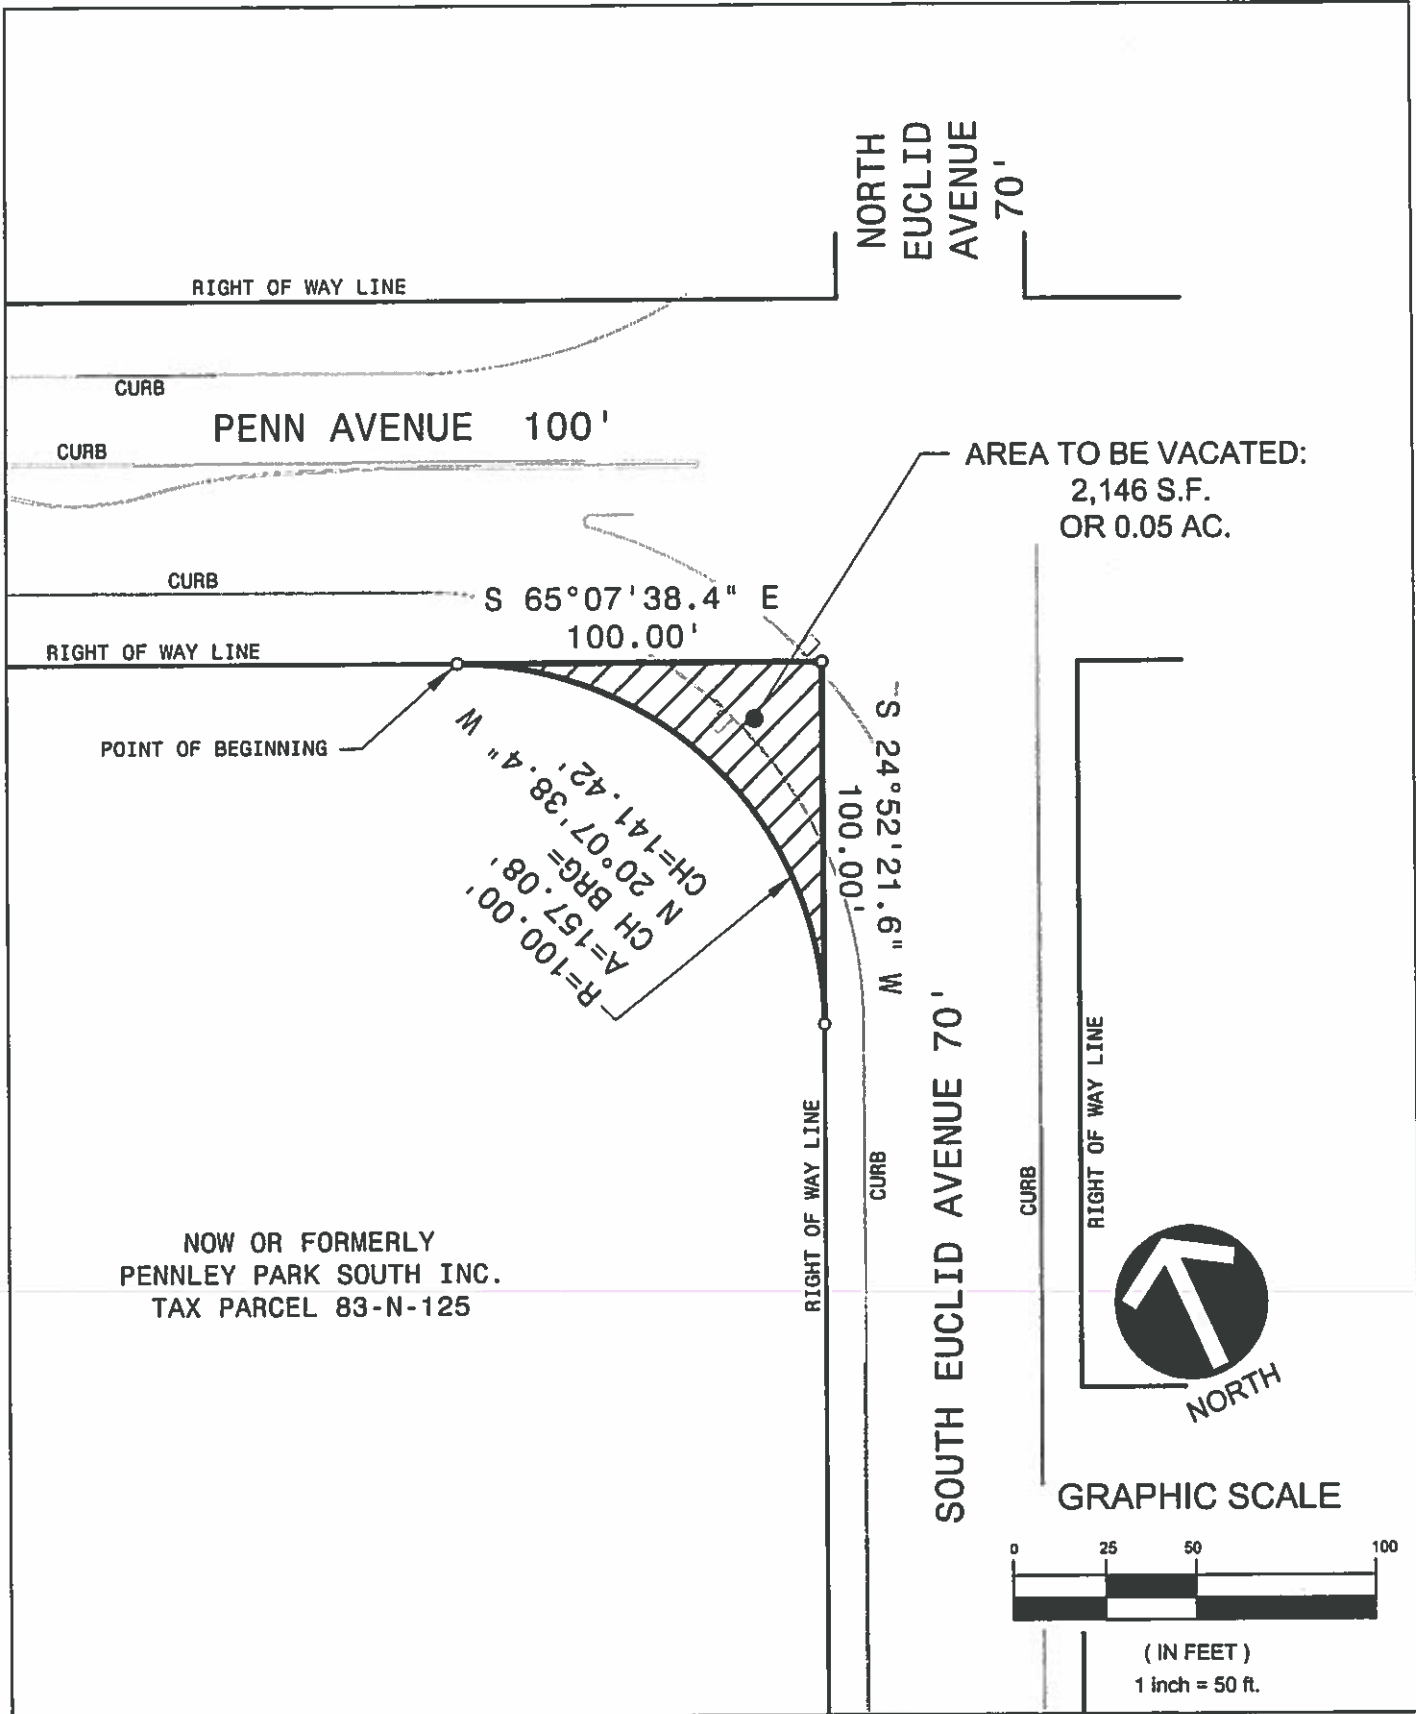 NORTH
EUCLID
AVENUE
70'
RIGHT OF WAY LINE
CURB
PENN AVENUE 100'
CURB
AREA TO BE VACATED:
2,146 S.F.
OR 0.05 AC.
CURB
S 65°07'38.4" E
100.00'
RIGHT OF WAY LINE
POINT OF BEGINNING
S 24°52'21.6" W
100.00'
R=100.00'
A=157.08'
CH BRG=
N 20°07'38.4" W
CH=141.42'
SOUTH EUCLID AVENUE 70'
RIGHT OF WAY LINE
CURB
CURB
RIGHT OF WAY LINE
NOW OR FORMERLY
PENNLEY PARK SOUTH INC.
TAX PARCEL 83-N-125
NORTH
GRAPHIC SCALE
0 25 50 100
( IN FEET )
1 inch = 50 ft.